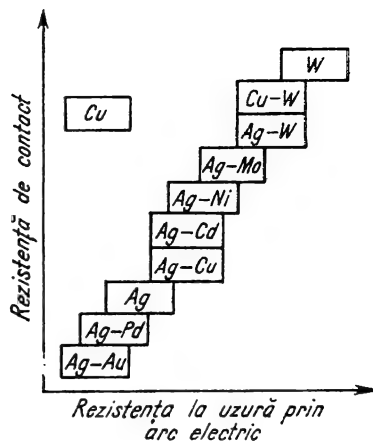 Rezistență de contact
W
Cu-W
Cu
Ag-W
Ag-Mo
Ag-Ni
Ag-Cd
Ag-Cu
Ag
Ag-Pd
Ag-Au
Rezistența la uzură prin
arc electric